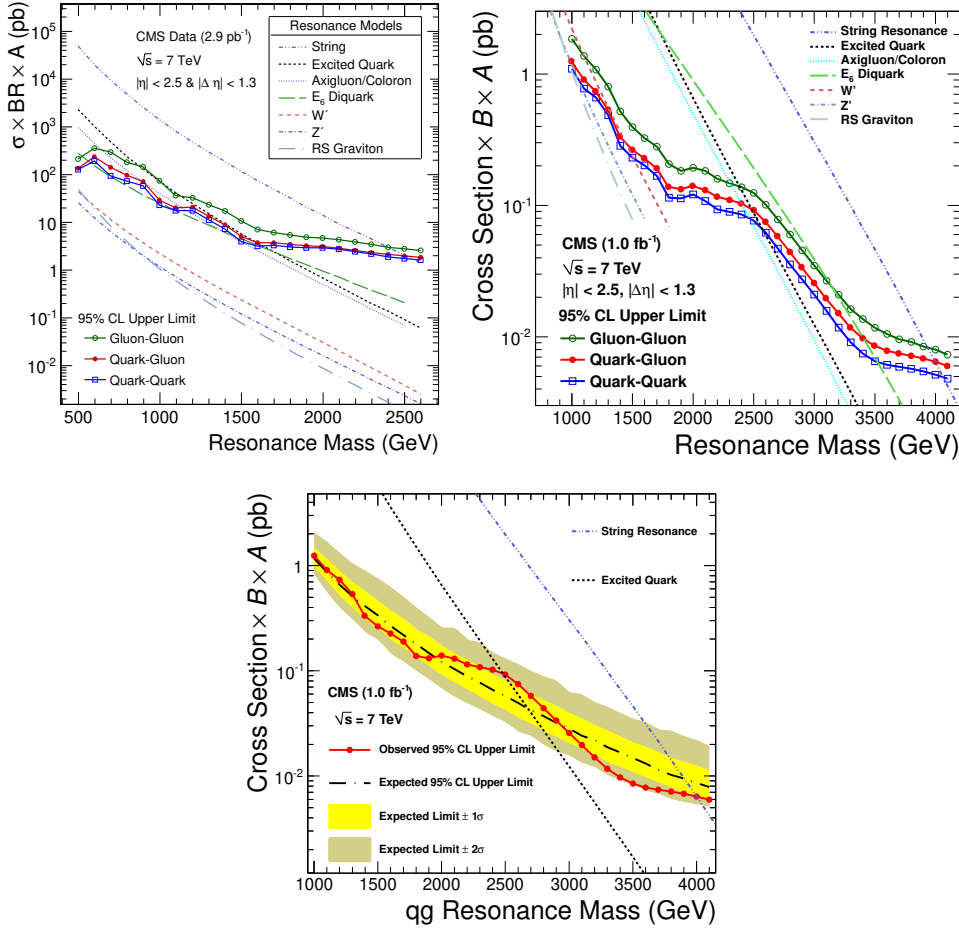 σ × BR × A (pb)
10⁵
10⁴
10³
10²
10
1
10⁻¹
10⁻²
CMS Data (2.9 pb⁻¹)
√s = 7 TeV
|η| < 2.5 & |Δ η| < 1.3
Resonance Models
String
Excited Quark
Axigluon/Coloron
E₆ Diquark
W´
Z´
RS Graviton
95% CL Upper Limit
Gluon-Gluon
Quark-Gluon
Quark-Quark
500 1000 1500 2000 2500
Resonance Mass (GeV)
Cross Section × B × A (pb)
1
10⁻¹
10⁻²
String Resonance
Excited Quark
Axigluon/Coloron
E₆ Diquark
W'
Z'
RS Graviton
CMS (1.0 fb⁻¹)
√s = 7 TeV
|η| < 2.5, |Δη| < 1.3
95% CL Upper Limit
Gluon-Gluon
Quark-Gluon
Quark-Quark
1000 1500 2000 2500 3000 3500 4000
Resonance Mass (GeV)
Cross Section × B × A (pb)
1
10⁻¹
10⁻²
String Resonance
Excited Quark
CMS (1.0 fb⁻¹)
√s = 7 TeV
Observed 95% CL Upper Limit
Expected 95% CL Upper Limit
Expected Limit ± 1σ
Expected Limit ± 2σ
1000 1500 2000 2500 3000 3500 4000
qg Resonance Mass (GeV)